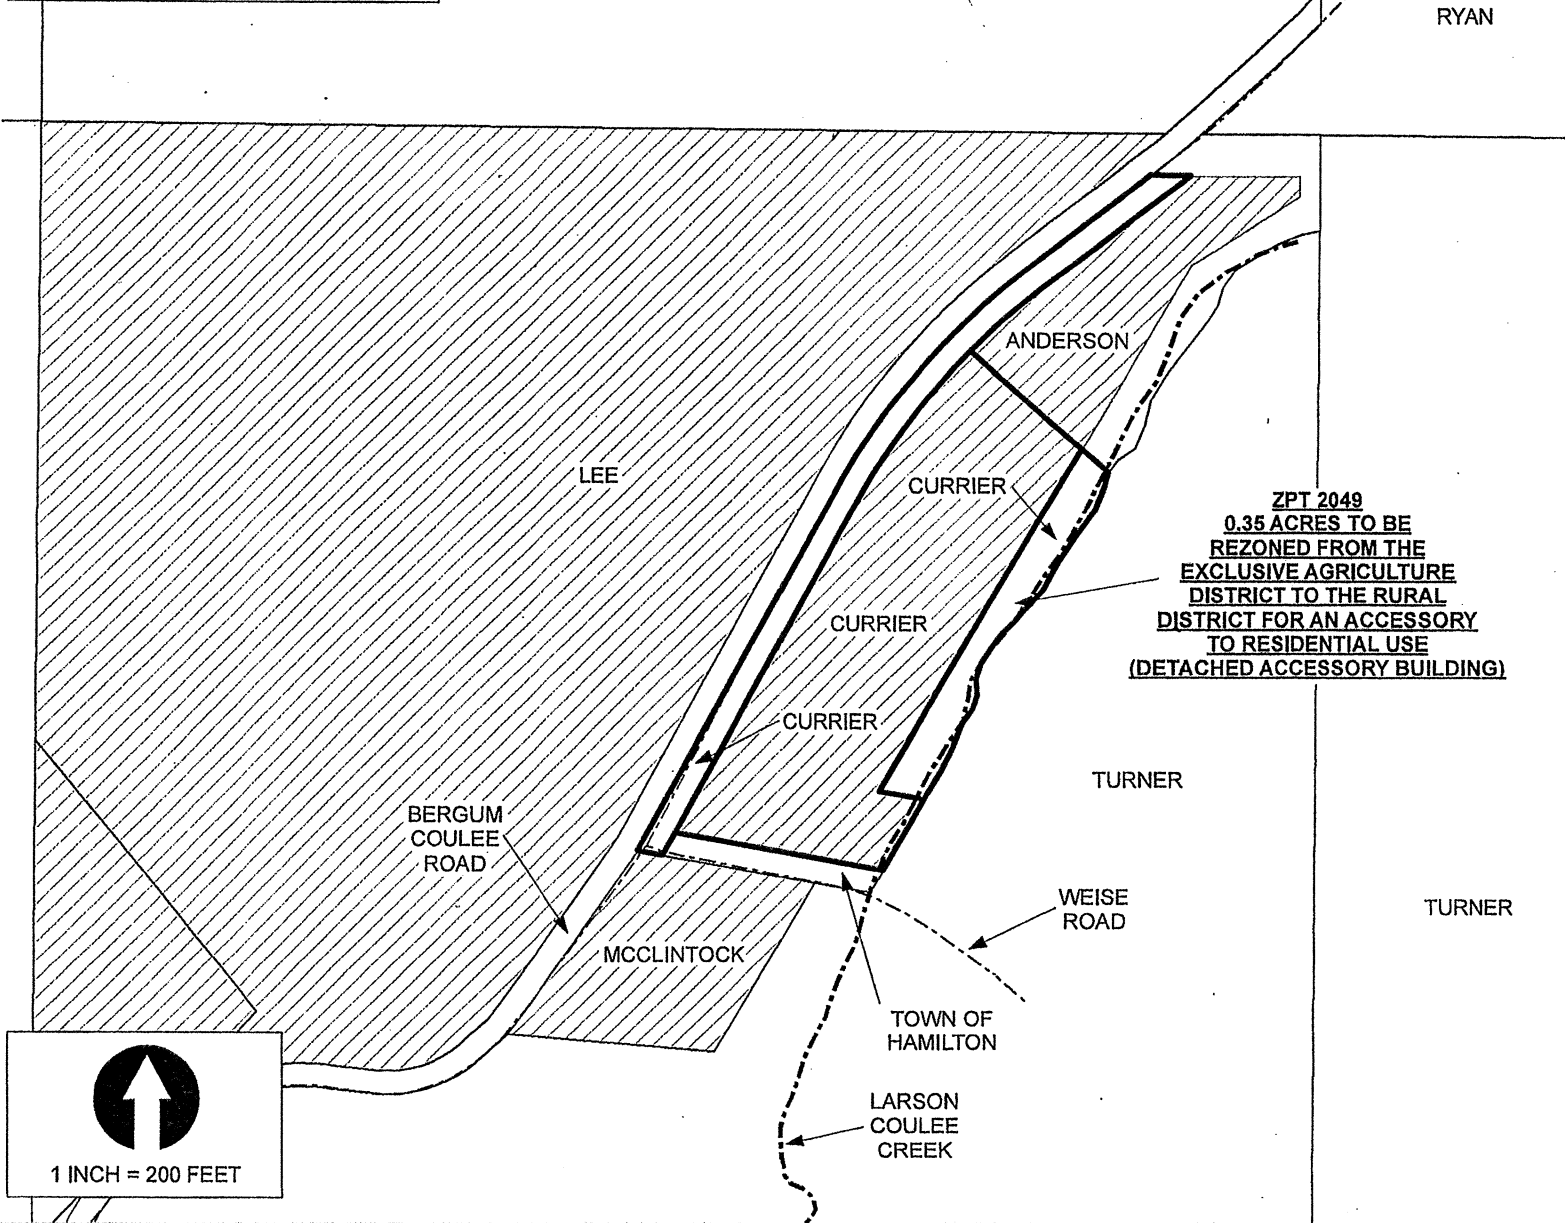 RYAN
ANDERSON
LEE
CURRIER
ZPT 2049
0.35 ACRES TO BE
REZONED FROM THE
EXCLUSIVE AGRICULTURE
DISTRICT TO THE RURAL
DISTRICT FOR AN ACCESSORY
TO RESIDENTIAL USE
(DETACHED ACCESSORY BUILDING)
CURRIER
CURRIER
TURNER
BERGUM
COULEE
ROAD
WEISE
ROAD
TURNER
MCCLINTOCK
TOWN OF
HAMILTON
LARSON
COULEE
CREEK
1 INCH = 200 FEET